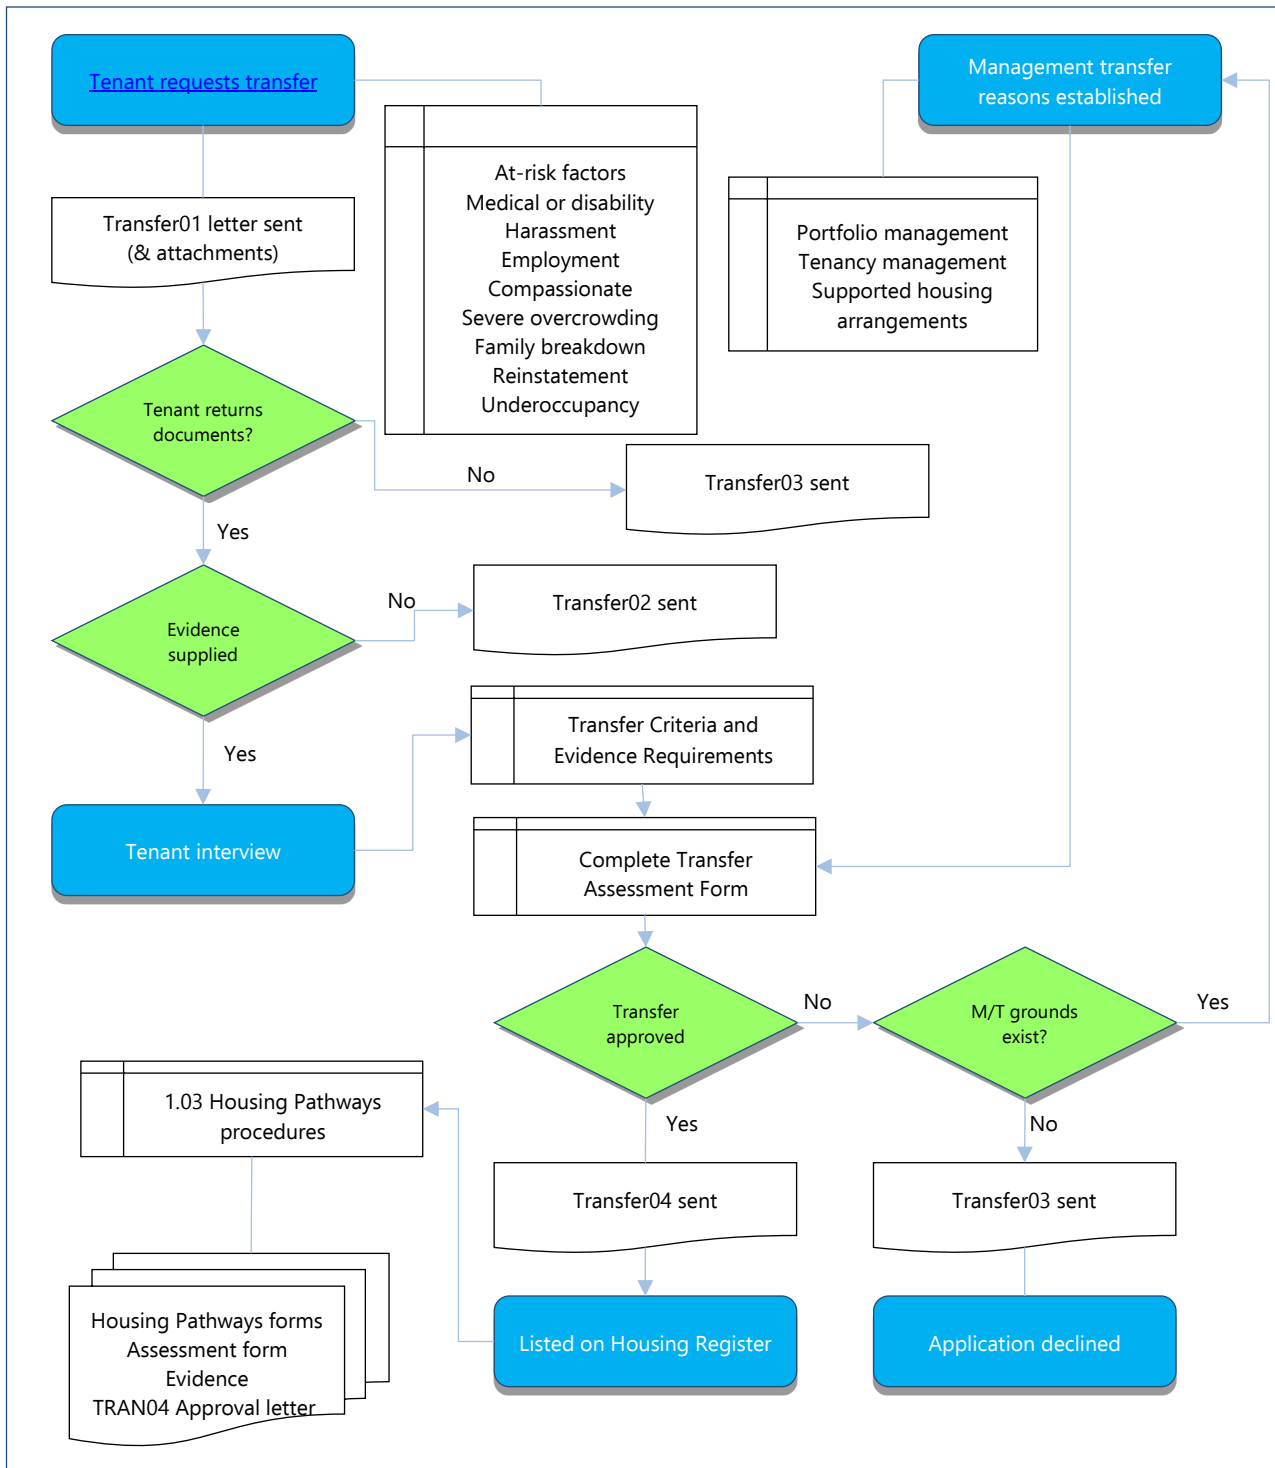 Tenant requests transfer
Management transfer
reasons established
At-risk factors
Medical or disability
Harassment
Employment
Compassionate
Severe overcrowding
Family breakdown
Reinstatement
Underoccupancy
Portfolio management
Tenancy management
Supported housing
arrangements
Transfer01 letter sent
(& attachments)
Tenant returns
documents?
No
Transfer03 sent
Yes
Evidence
supplied
No
Transfer02 sent
Yes
Transfer Criteria and
Evidence Requirements
Tenant interview
Complete Transfer
Assessment Form
Transfer
approved
No
M/T grounds
exist?
Yes
Yes
No
1.03 Housing Pathways
procedures
Transfer04 sent
Transfer03 sent
Housing Pathways forms
Assessment form
Evidence
TRAN04 Approval letter
Listed on Housing Register
Application declined